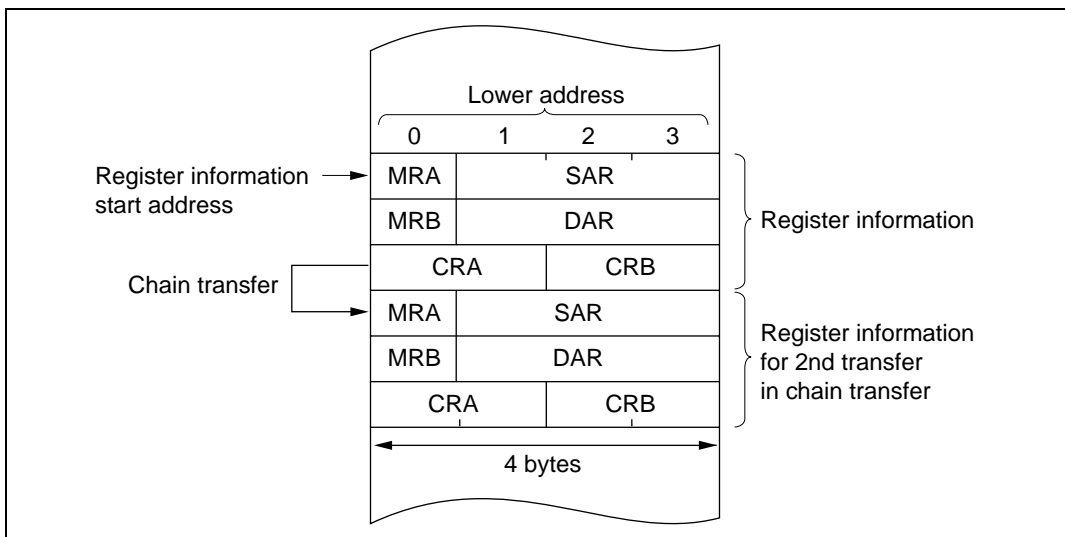 Lower address
0 1 2 3
Register information
start address
MRA SAR
MRB DAR
Register information
CRA CRB
Chain transfer
MRA SAR
MRB DAR
Register information
for 2nd transfer
in chain transfer
CRA CRB
4 bytes